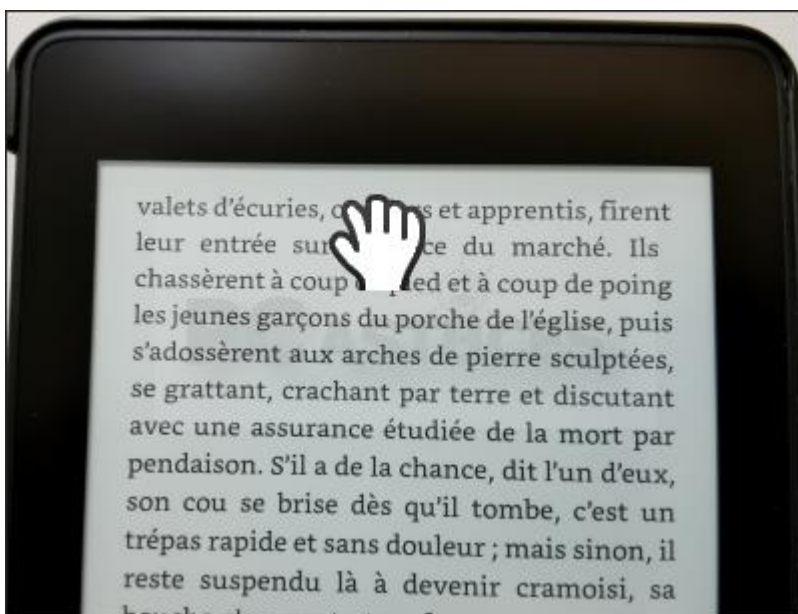 valets d'écuries, et apprentis, firent
leur entrée sur ce du marché. Ils
chassèrent à coup pied et à coup de poing
les jeunes garçons du porche de l'église, puis
s'adossèrent aux arches de pierre sculptées,
se grattant, crachant par terre et discutant
avec une assurance étudiée de la mort par
pendaison. S'il a de la chance, dit l'un d'eux,
son cou se brise dès qu'il tombe, c'est un
trépas rapide et sans douleur ; mais sinon, il
reste suspendu là à devenir cramoisi, sa